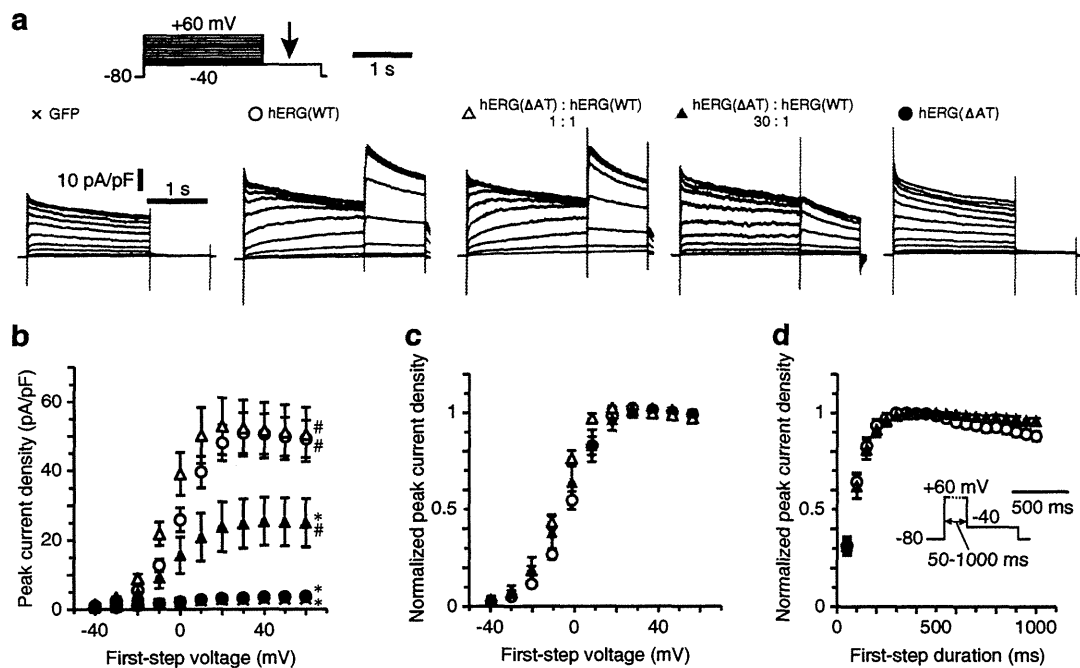 a
+60 mV
-80
-40
1 s
× GFP
○ hERG(WT)
△ hERG(ΔAT) : hERG(WT)
1 : 1
▲ hERG(ΔAT) : hERG(WT)
30 : 1
● hERG(ΔAT)
10 pA/pF
1 s
b
Peak current density (pA/pF)
60
40
20
0
-40
0
40
First-step voltage (mV)
#
#
*
#
*
*
c
Normalized peak current density
1
0.5
0
-40
0
40
First-step voltage (mV)
d
Normalized peak current density
1
0.5
0
0
500
1000
First-step duration (ms)
+60 mV
-40
-80
50-1000 ms
500 ms